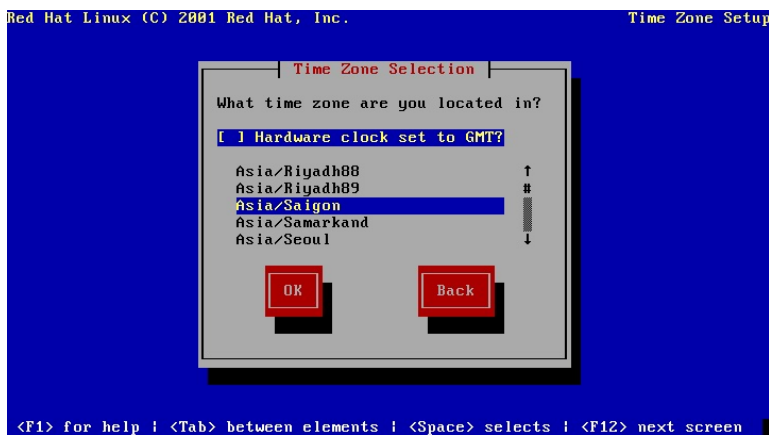 Red Hat Linux (C) 2001 Red Hat, Inc. Time Zone Setup
Time Zone Selection
What time zone are you located in?
[ ] Hardware clock set to GMT?
Asia/Riyadh88 ↑
Asia/Riyadh89 #
Asia/Saigon
Asia/Samarkand
Asia/Seoul ↓
OK Back
<F1> for help | <Tab> between elements | <Space> selects | <F12> next screen